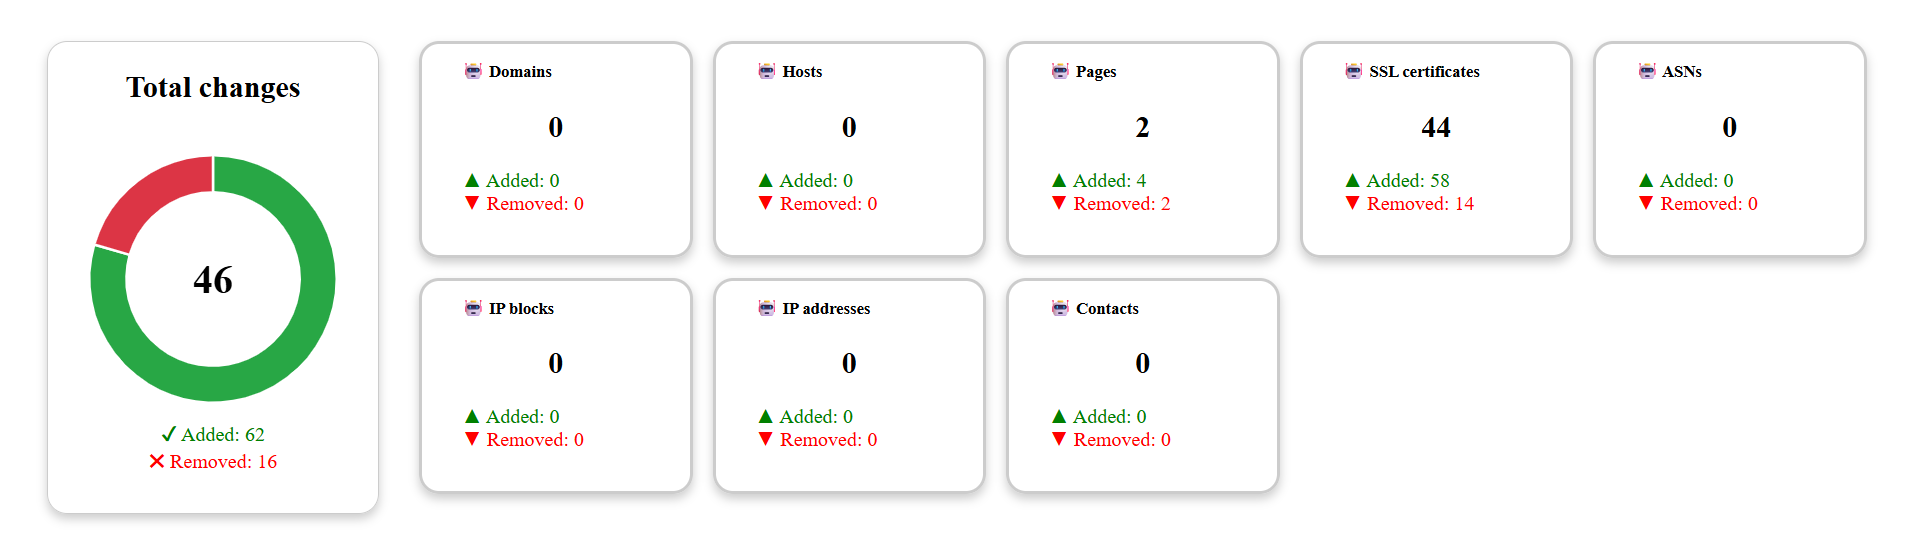 Total changes
46
✓ Added: 62
✕ Removed: 16
Domains
0
▲ Added: 0
▼ Removed: 0
Hosts
0
▲ Added: 0
▼ Removed: 0
Pages
2
▲ Added: 4
▼ Removed: 2
SSL certificates
44
▲ Added: 58
▼ Removed: 14
ASNs
0
▲ Added: 0
▼ Removed: 0
IP blocks
0
▲ Added: 0
▼ Removed: 0
IP addresses
0
▲ Added: 0
▼ Removed: 0
Contacts
0
▲ Added: 0
▼ Removed: 0